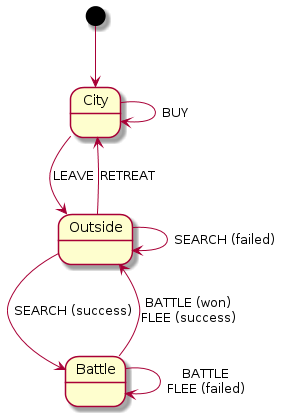 City
BUY
LEAVE
RETREAT
Outside
SEARCH (failed)
SEARCH (success)
BATTLE (won)
FLEE (success)
Battle
BATTLE
FLEE (failed)